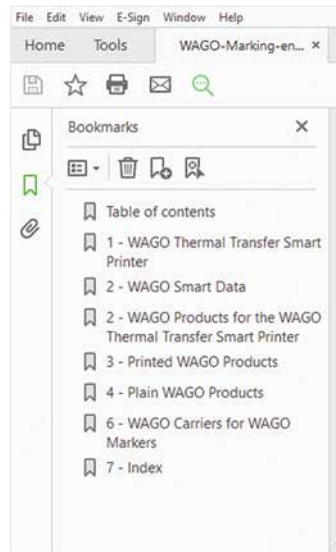 File Edit View E-Sign Window Help
Home Tools WAGO-Marking-en... ×
Bookmarks ×
Table of contents
1 - WAGO Thermal Transfer Smart
Printer
2 - WAGO Smart Data
2 - WAGO Products for the WAGO
Thermal Transfer Smart Printer
3 - Printed WAGO Products
4 - Plain WAGO Products
6 - WAGO Carriers for WAGO
Markers
7 - Index